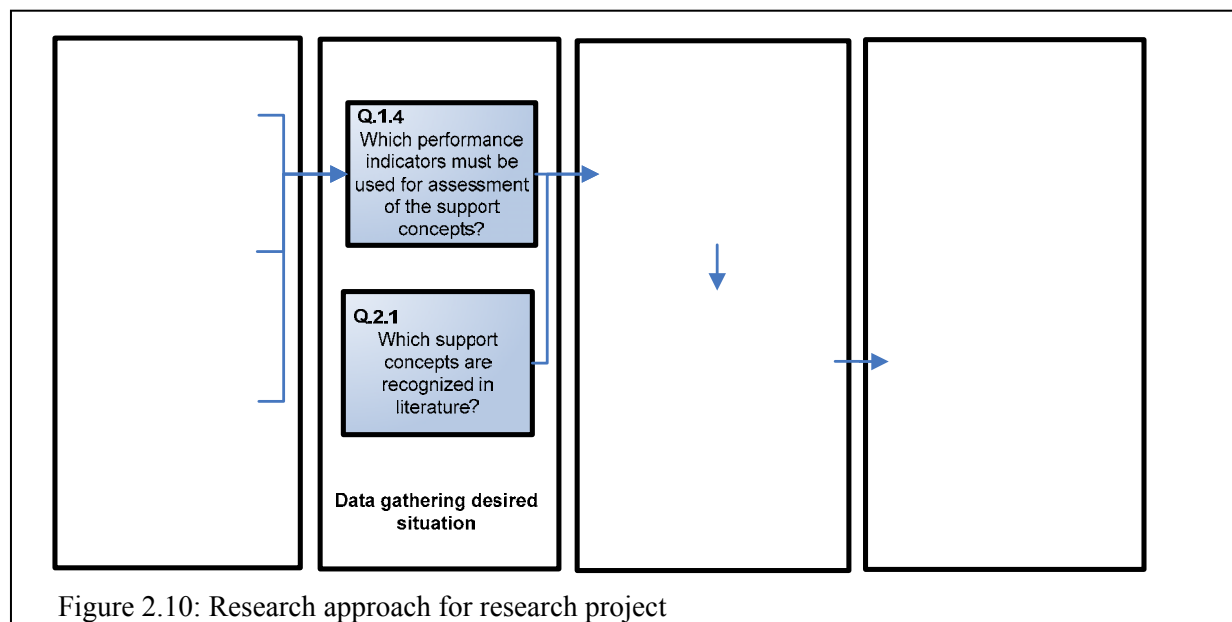 Q.1.4
Which performance
indicators must be
used for assessment
of the support
concepts?
Q.2.1
Which support
concepts are
recognized in
literature?
Data gathering desired
situation
Figure 2.10: Research approach for research project